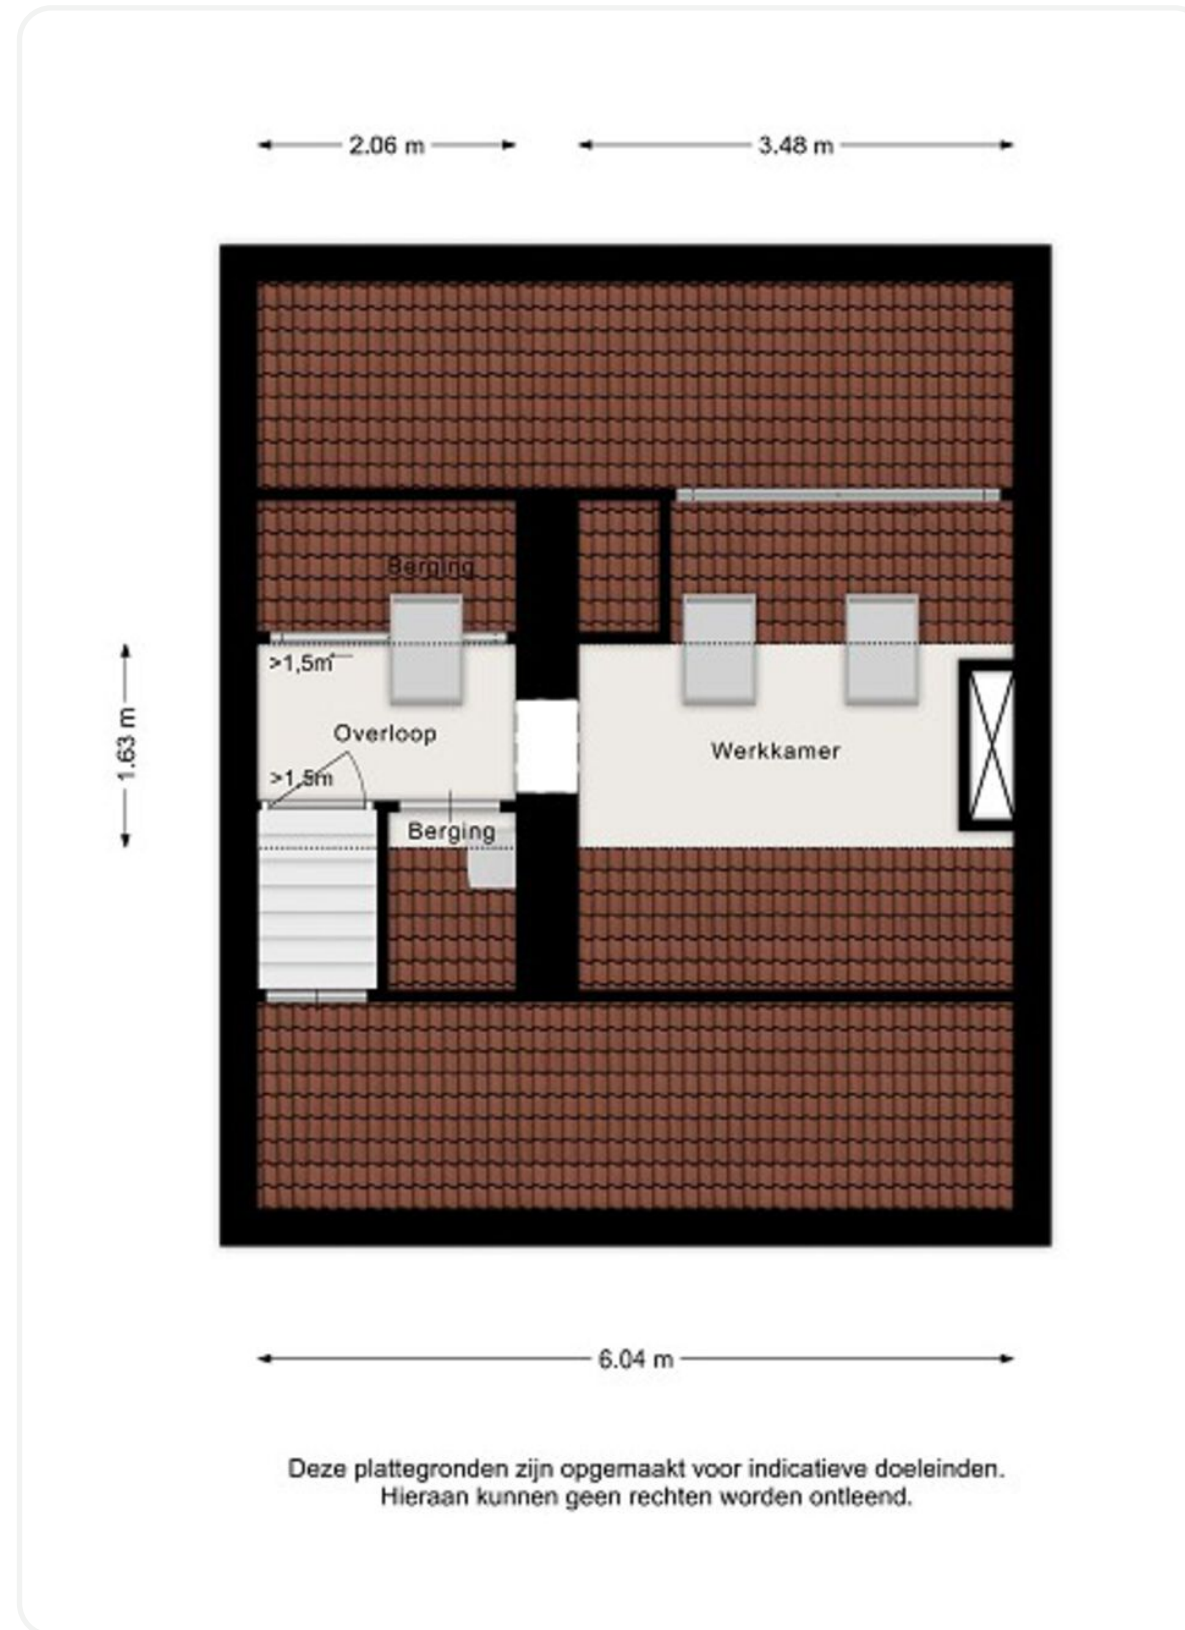 2.06 m
3.48 m
Berging
>1,5m
1.63 m
Overloop
Werkkamer
>1,5m
Berging
6.04 m
Deze plattegronden zijn opgemaakt voor indicatieve doeleinden.
Hieraan kunnen geen rechten worden ontleend.